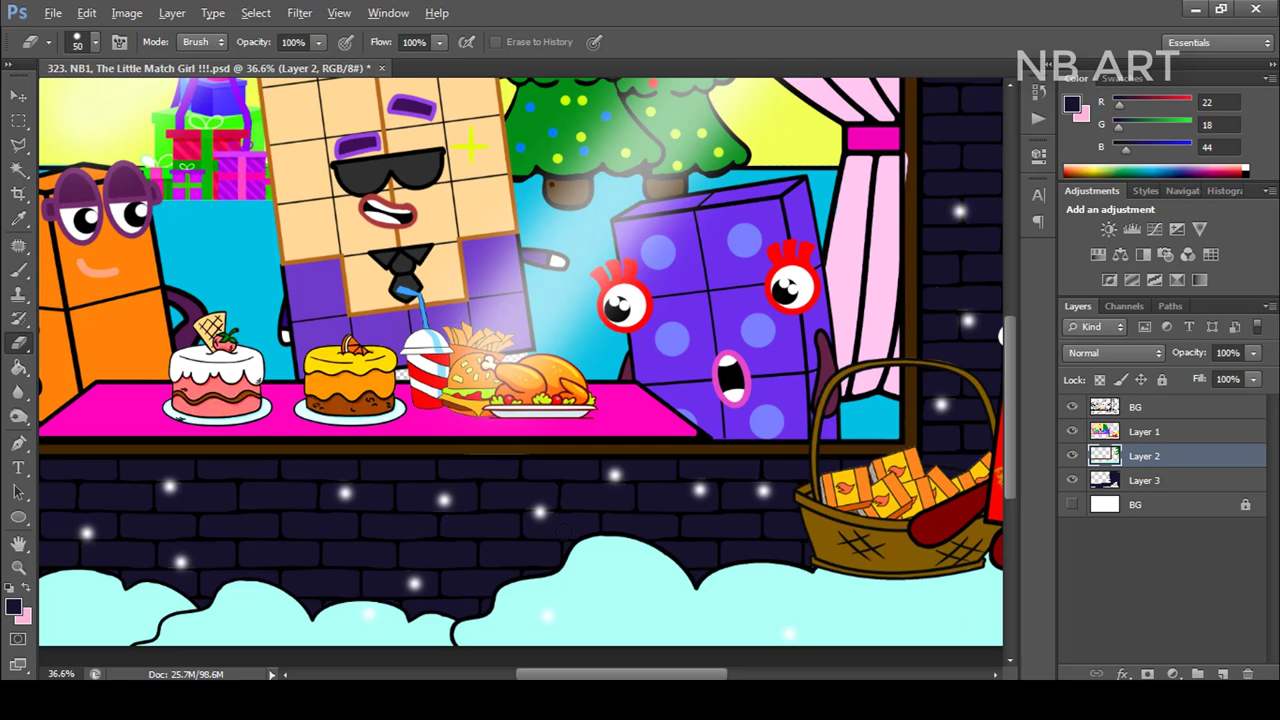 Ps File Edit Image Layer Type Select Filter View Window Help
50 Mode: Brush Opacity: 100% Flow: 100% Erase to History Essentials
323. NB1, The Little Match Girl !!!.psd @ 36.6% (Layer 2, RGB/8#) *
NB ART
Color Swatches
R 22
G 18
B 44
Adjustments Styles Navigat Histogra
Add an adjustment
Layers Channels Paths
Kind
Normal Opacity: 100%
Lock: Fill: 100%
BG
Layer 1
Layer 2
Layer 3
BG
36.6% Doc: 25.7M/98.6M